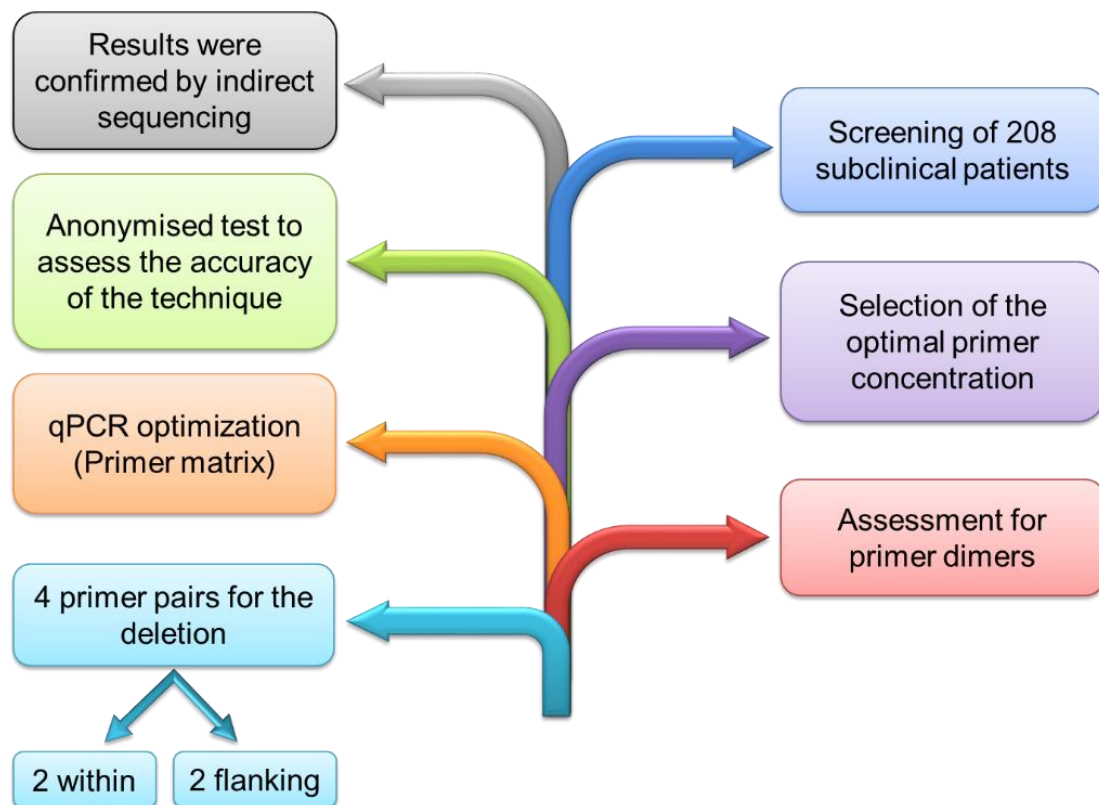 Results were
confirmed by indirect
sequencing
Screening of 208
subclinical patients
Anonymised test to
assess the accuracy
of the technique
Selection of the
optimal primer
concentration
qPCR optimization
(Primer matrix)
Assessment for
primer dimers
4 primer pairs for the
deletion
2 within
2 flanking